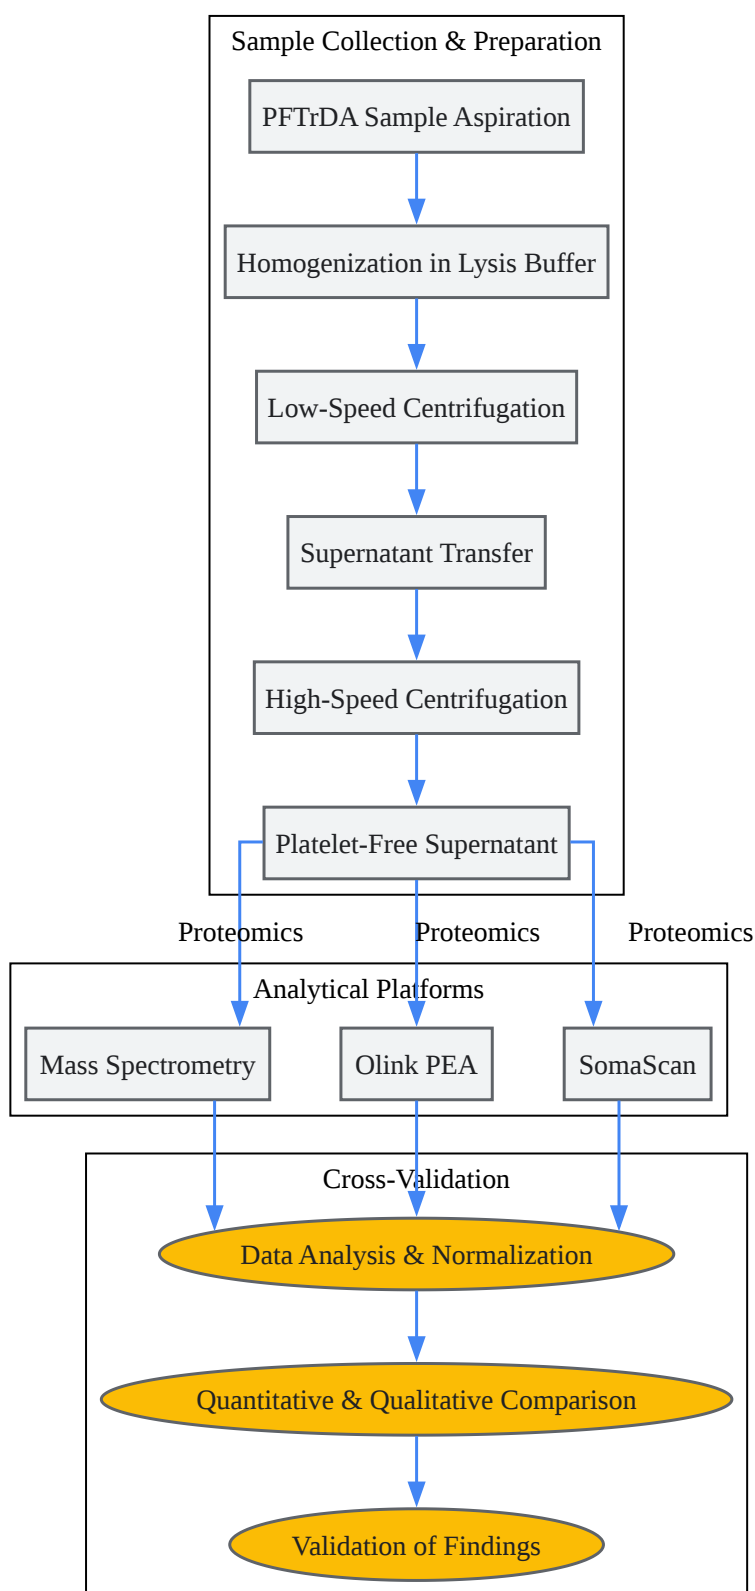 Sample Collection & Preparation
PFTrDA Sample Aspiration
Homogenization in Lysis Buffer
Low-Speed Centrifugation
Supernatant Transfer
High-Speed Centrifugation
Platelet-Free Supernatant
Proteomics
Proteomics
Proteomics
Analytical Platforms
Mass Spectrometry
Olink PEA
SomaScan
Cross-Validation
Data Analysis & Normalization
Quantitative & Qualitative Comparison
Validation of Findings